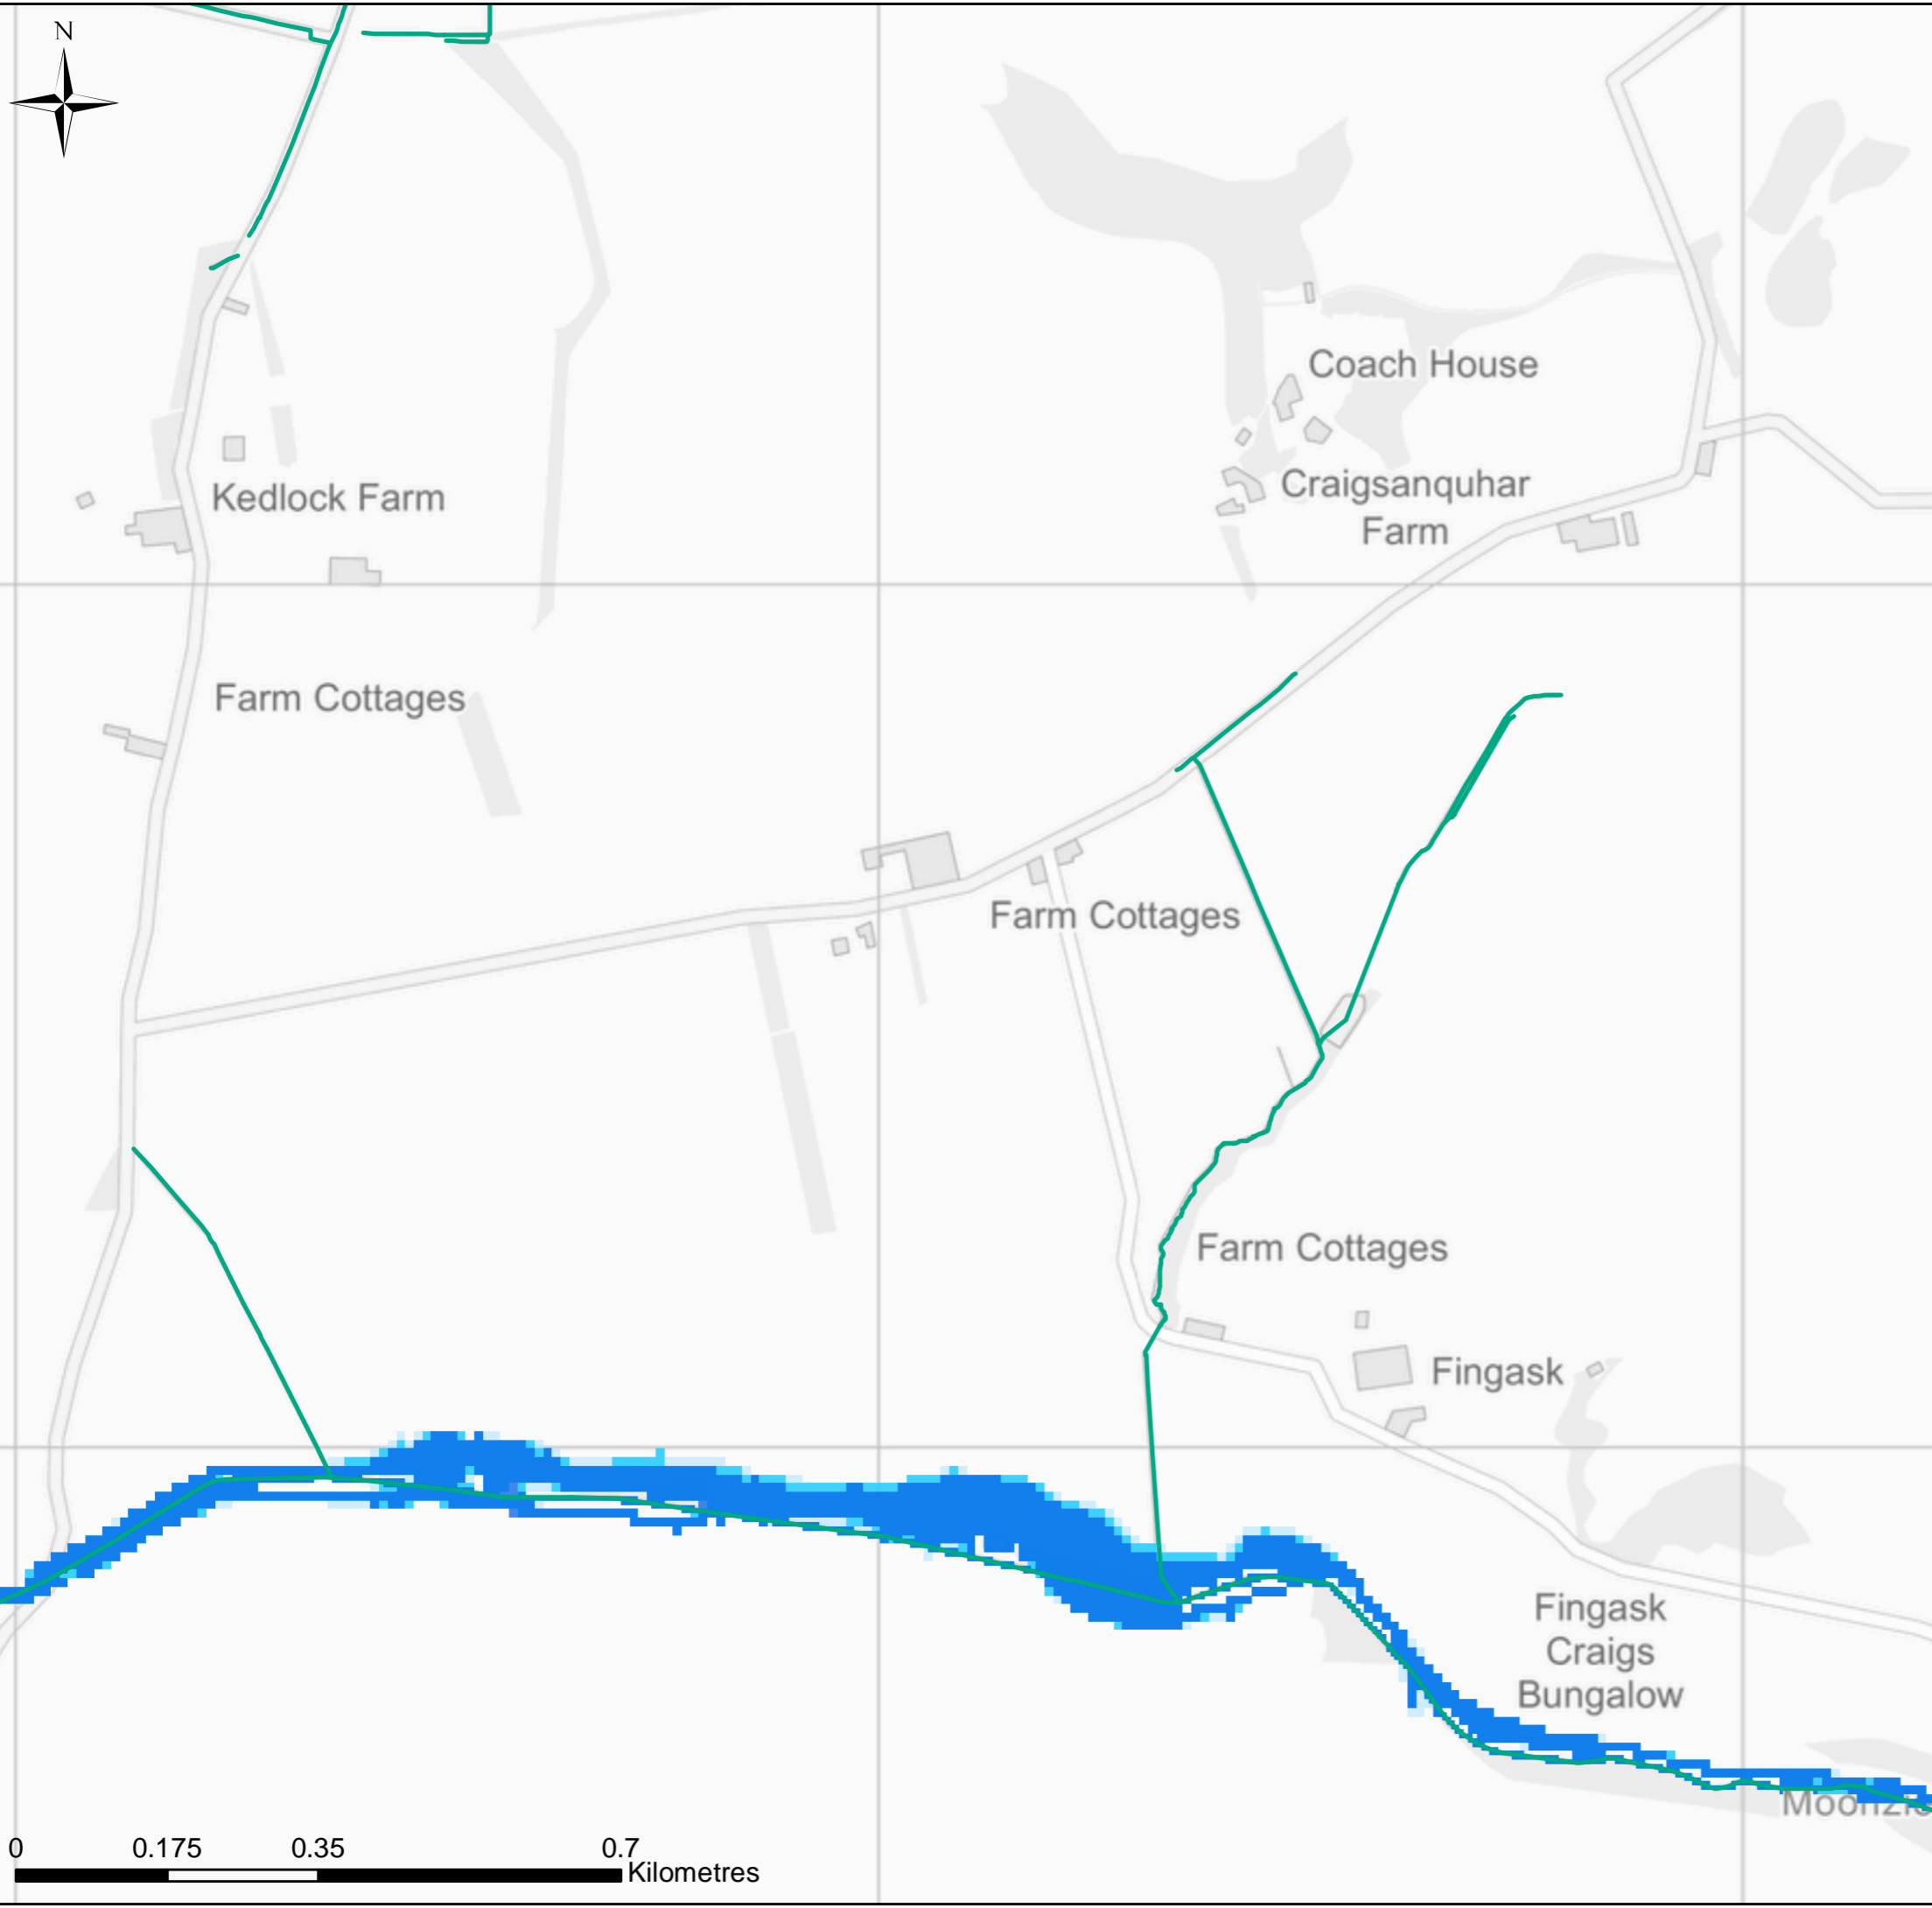 N
Coach House
Craigsanquhar
Farm
Kedlock Farm
Farm Cottages
Farm Cottages
Farm Cottages
Fingask
Fingask
Craigs
Bungalow
0 0.175 0.35 0.7
Kilometres